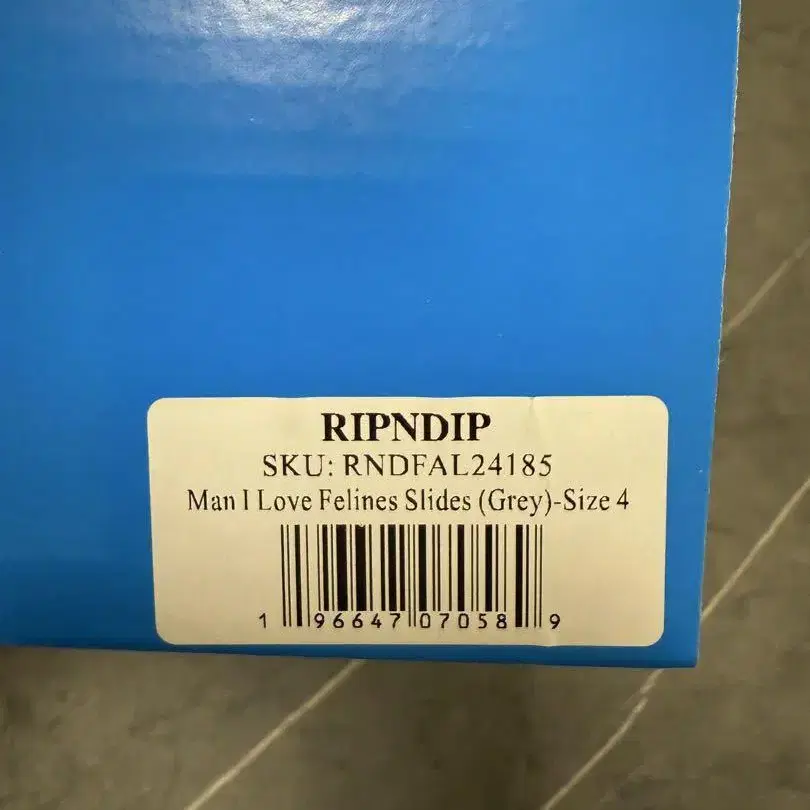 RIPNDIP
SKU: RNDFAL24185
Man I Love Felines Slides (Grey)-Size 4
1 96647 07058 9